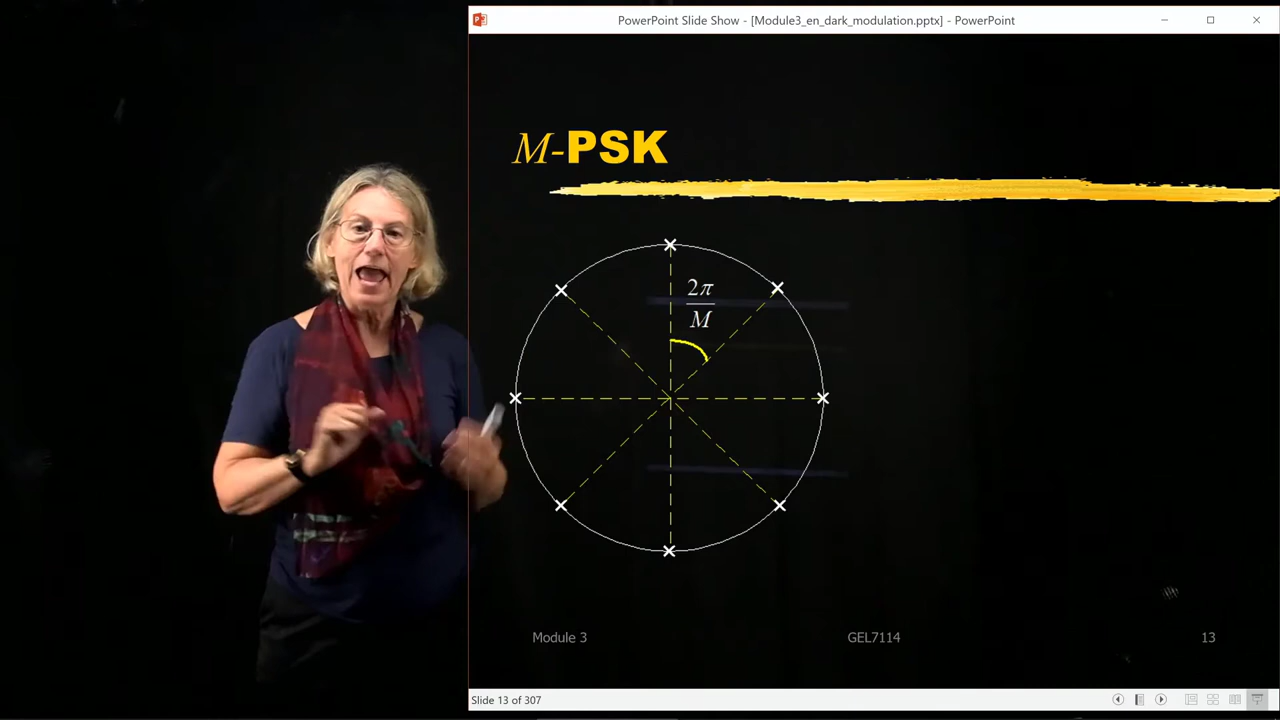 PowerPoint Slide Show - [Module3_en_dark_modulation.pptx] - PowerPoint
M-PSK
2π
M
Module 3
GEL7114
13
Slide 13 of 307